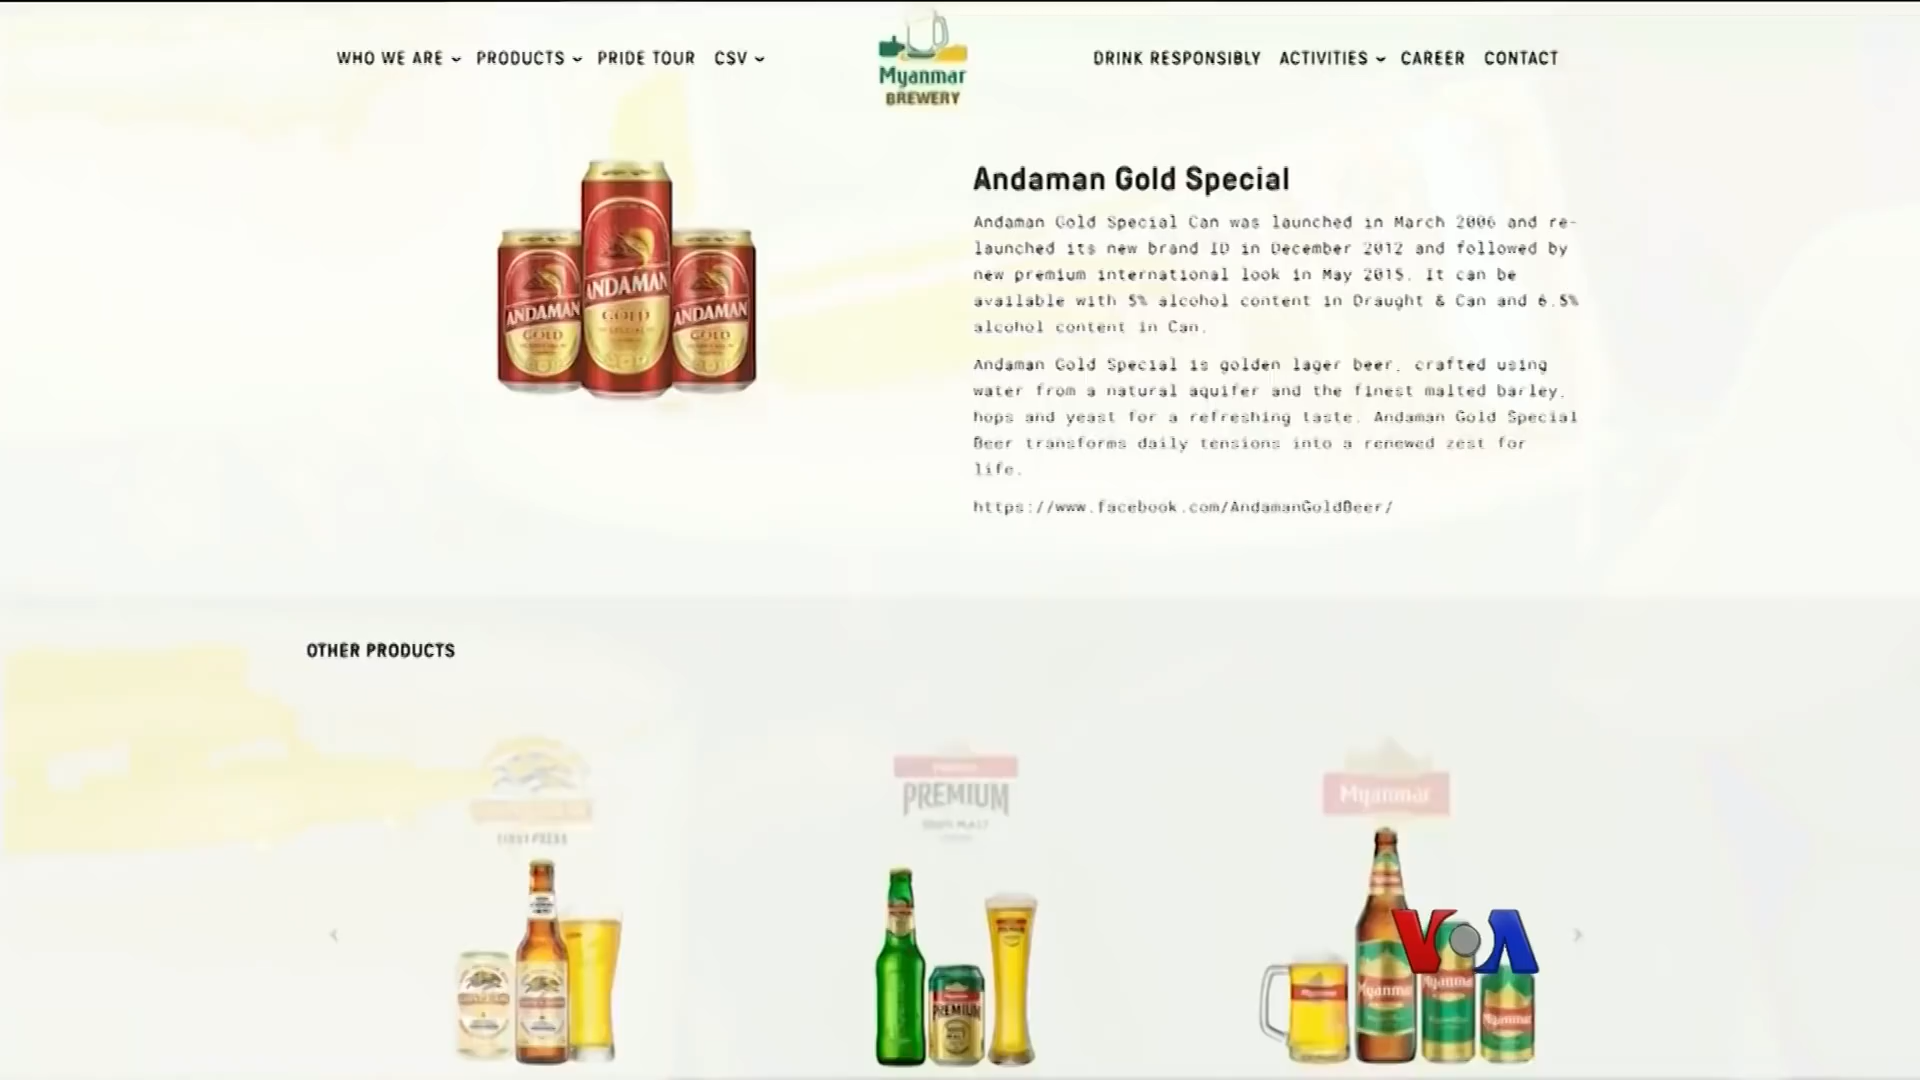 WHO WE ARE PRODUCTS PRIDE TOUR CSV
Myanmar
BREWERY
DRINK RESPONSIBLY ACTIVITIES CAREER CONTACT
ANDAMAN
GOLD
ANDAMAN
GOLD
SPECIAL
ANDAMAN
GOLD
Andaman Gold Special
Andaman Gold Special Can was launched in March 2006 and re-
launched its new brand ID in December 2012 and followed by
new premium international look in May 2015. It can be
available with 5% alcohol content in Draught & Can and 6.5%
alcohol content in Can.
Andaman Gold Special is golden lager beer, crafted using
water from a natural aquifer and the finest malted barley,
hops and yeast for a refreshing taste. Andaman Gold Special
Beer transforms daily tensions into a renewed zest for
life.
https://www.facebook.com/AndamanGoldBeer/
OTHER PRODUCTS
FIRST PRESS
PREMIUM
Myanmar
PREMIUM
Myanmar
Myanmar
Myanmar
VOA